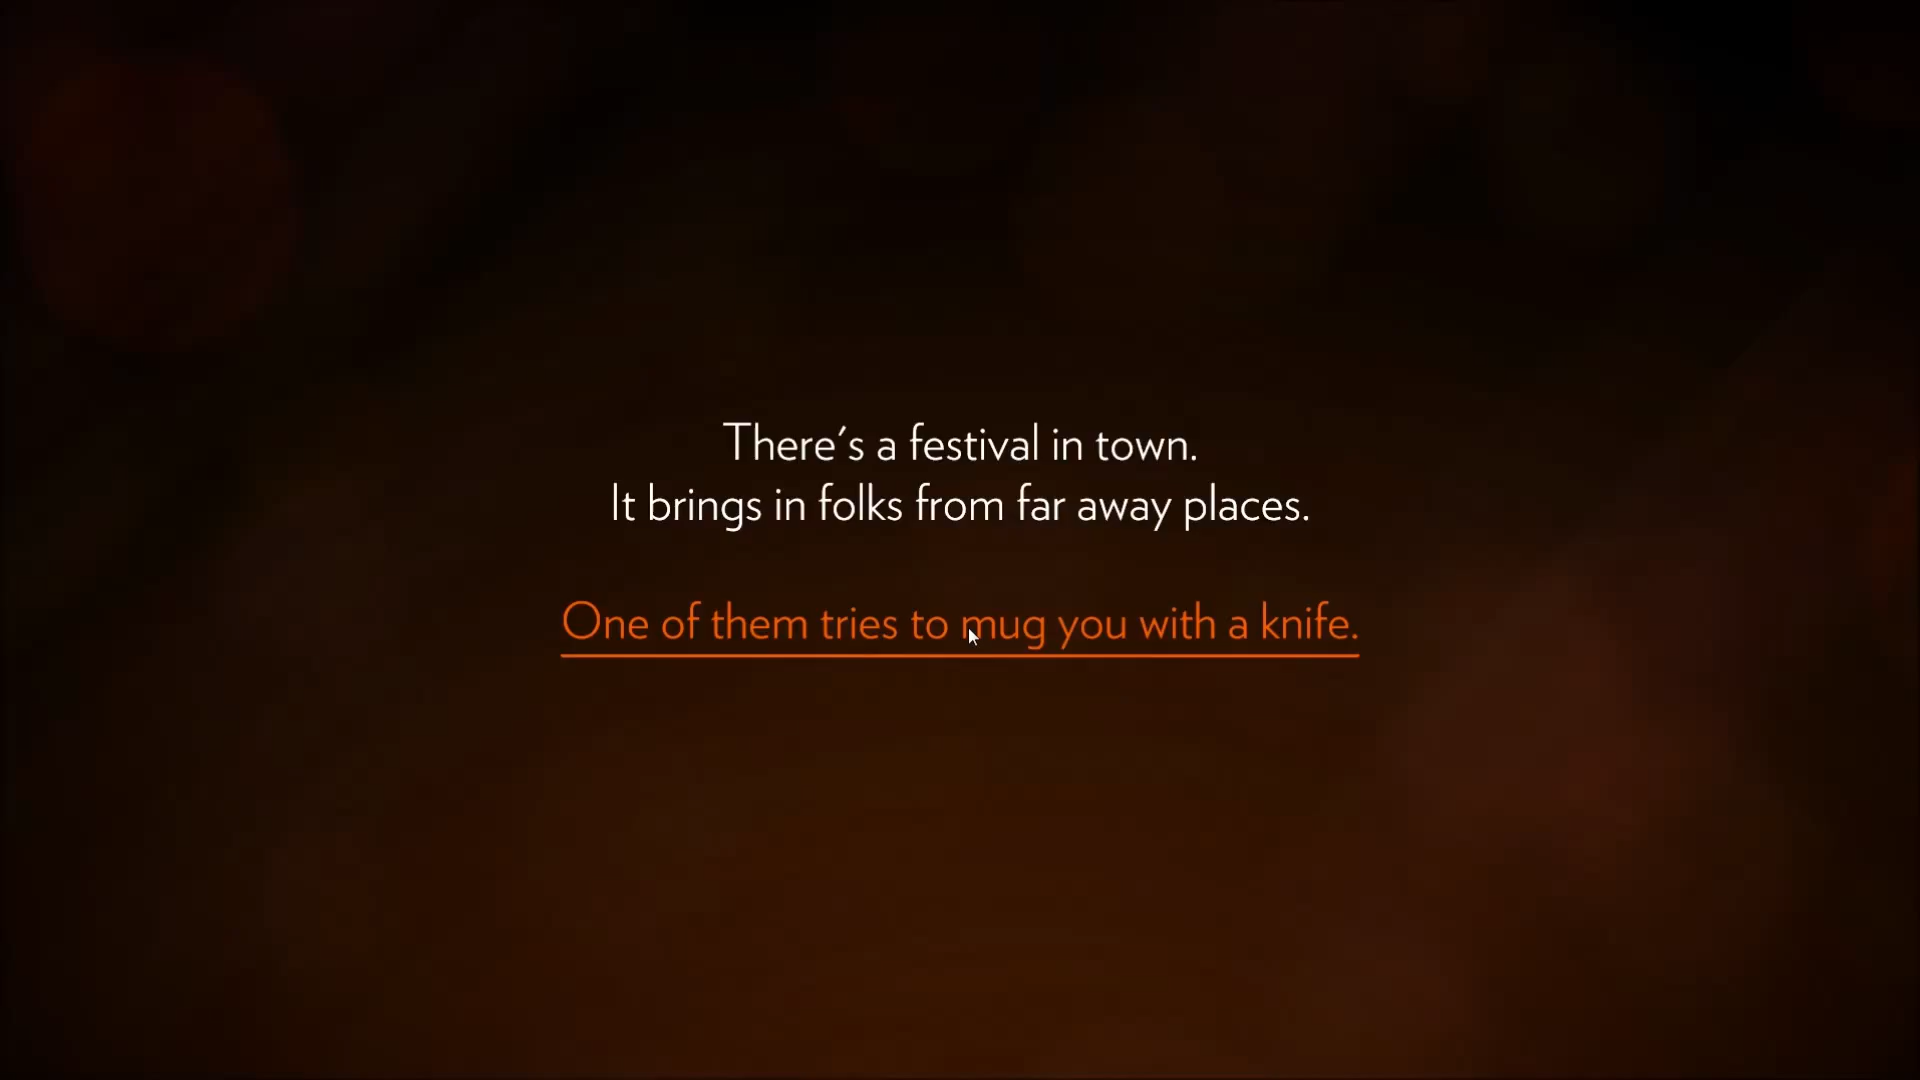 There's a festival in town.
It brings in folks from far away places.
One of them tries to mug you with a knife.